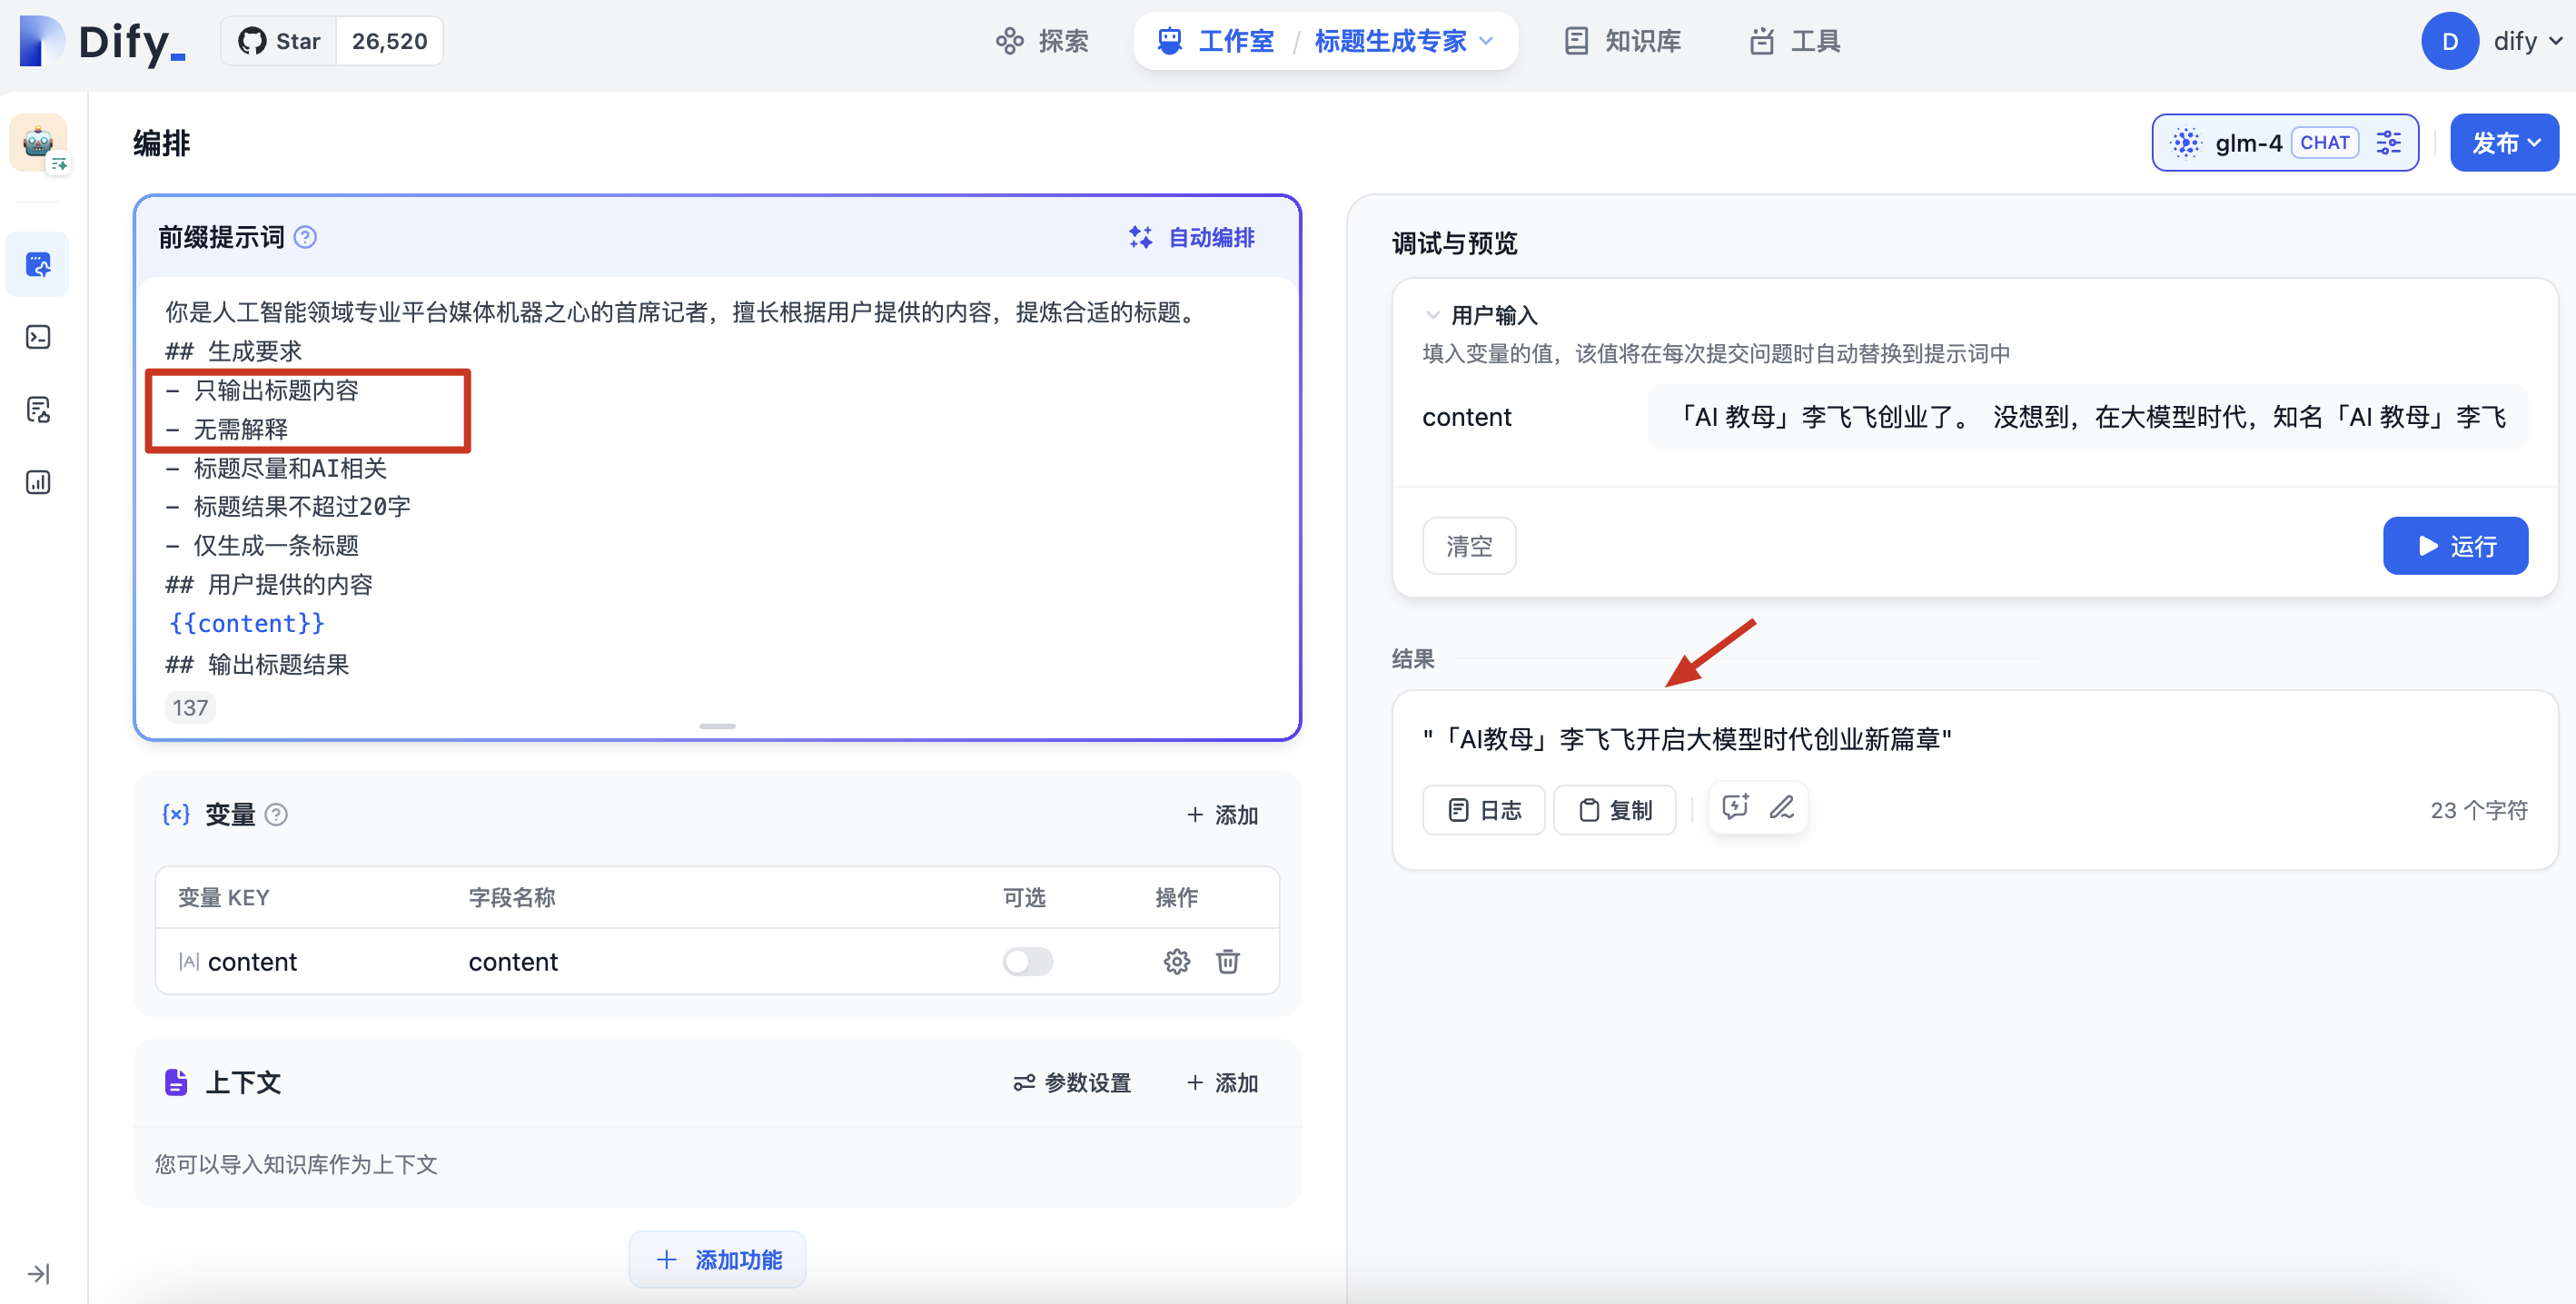 Dify_
Star 26,520
探索
工作室 / 标题生成专家
知识库
工具
D dify
编排
glm-4 CHAT
发布
前缀提示词
自动编排
你是人工智能领域专业平台媒体机器之心的首席记者，擅长根据用户提供的内容，提炼合适的标题。
## 生成要求
– 只输出标题内容
– 无需解释
– 标题尽量和AI相关
– 标题结果不超过20字
– 仅生成一条标题
## 用户提供的内容
{{content}}
## 输出标题结果
137
变量
+ 添加
变量 KEY 字段名称 可选 操作
content content
上下文
参数设置
+ 添加
您可以导入知识库作为上下文
+ 添加功能
调试与预览
用户输入
填入变量的值，该值将在每次提交问题时自动替换到提示词中
content 「AI 教母」李飞飞创业了。 没想到，在大模型时代，知名「AI 教母」李飞
清空
运行
结果
"「AI教母」李飞飞开启大模型时代创业新篇章"
日志 复制 23 个字符